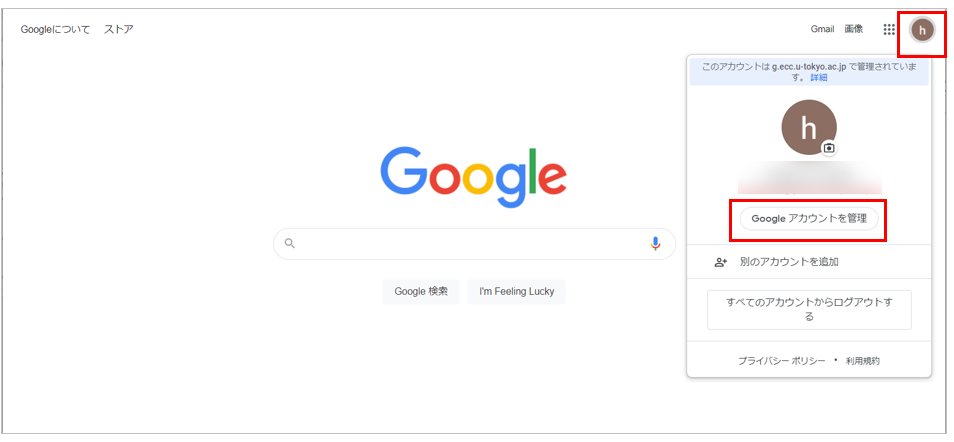 Googleについて ストア
Gmail 画像 h
このアカウントは g.ecc.u-tokyo.ac.jp で管理されていま
す。 詳細
h
Google アカウントを管理
Google
Google 検索 I'm Feeling Lucky
別のアカウントを追加
すべてのアカウントからログアウトす
る
プライバシー ポリシー • 利用規約